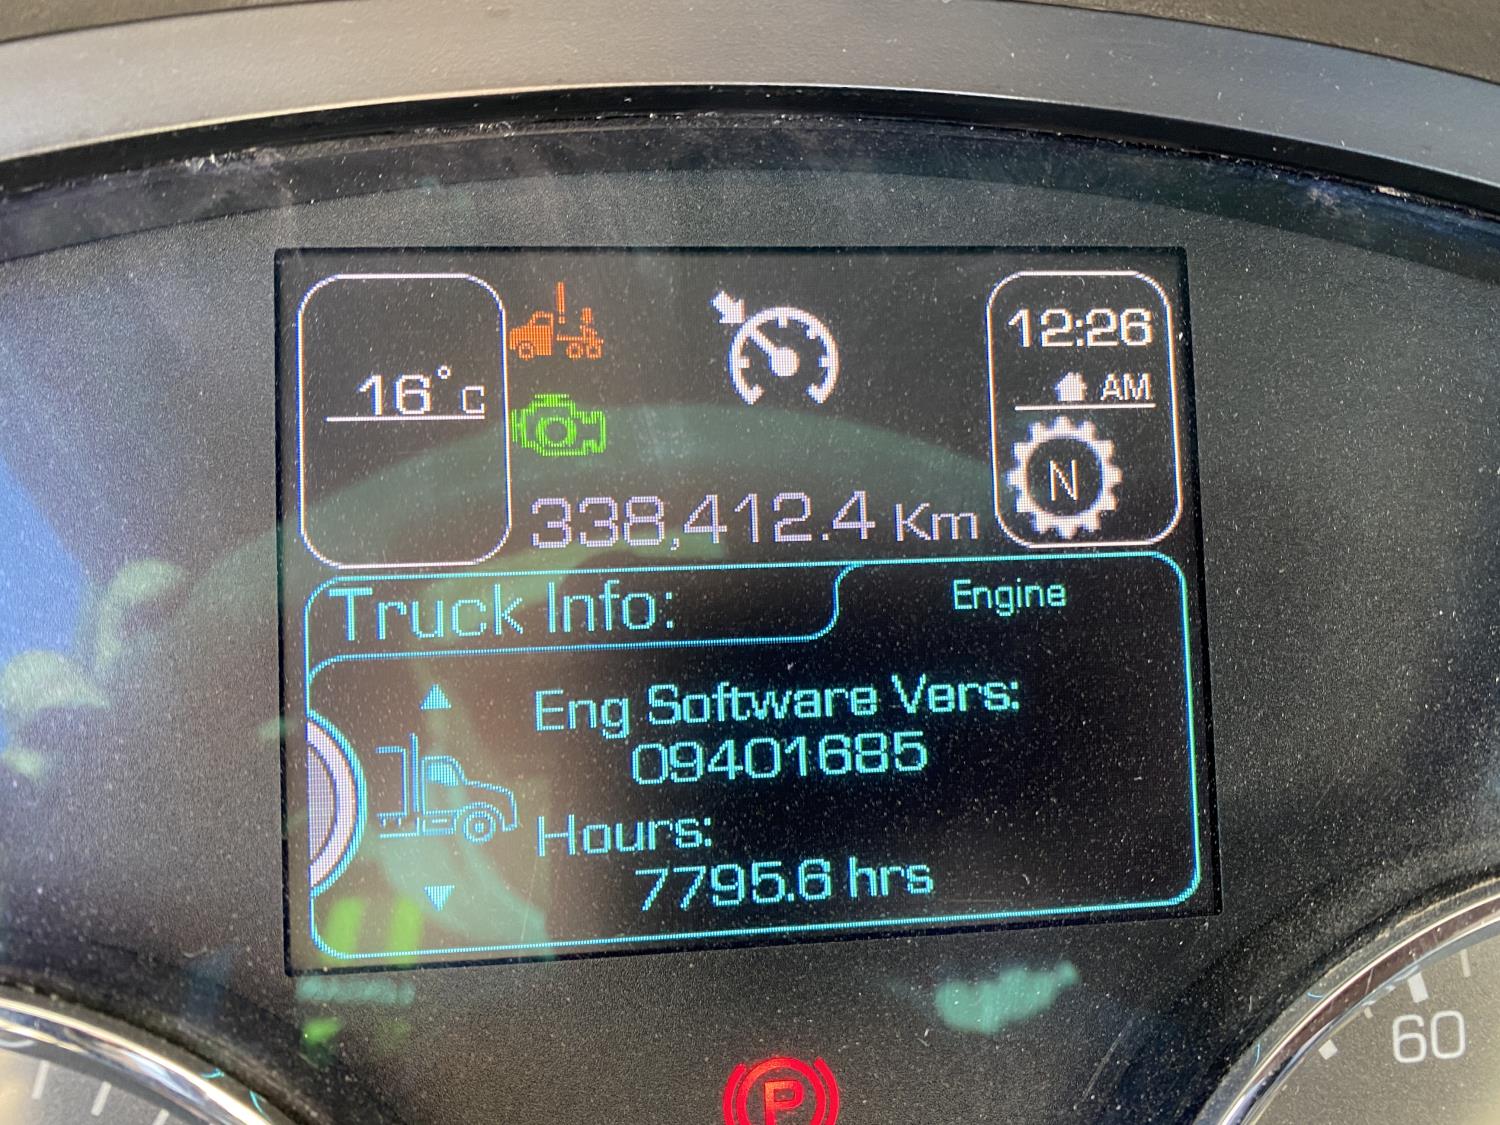 16°C
12:26
AM
N
338,412.4 Km
Truck Info:
Engine
Eng Software Vers:
09401685
Hours:
7795.6 hrs
P
60